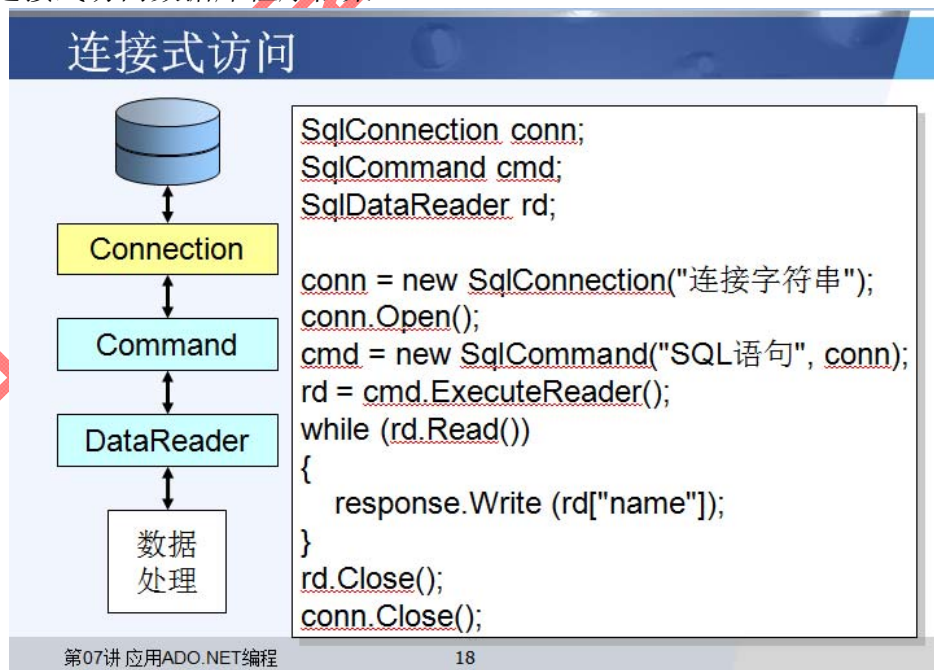 连接式访问
Connection
Command
DataReader
数据
处理
SqlConnection conn;
SqlCommand cmd;
SqlDataReader rd;
conn = new SqlConnection("连接字符串");
conn.Open();
cmd = new SqlCommand("SQL语句", conn);
rd = cmd.ExecuteReader();
while (rd.Read())
{
response.Write (rd["name"]);
}
rd.Close();
conn.Close();
第07讲 应用ADO.NET编程
18